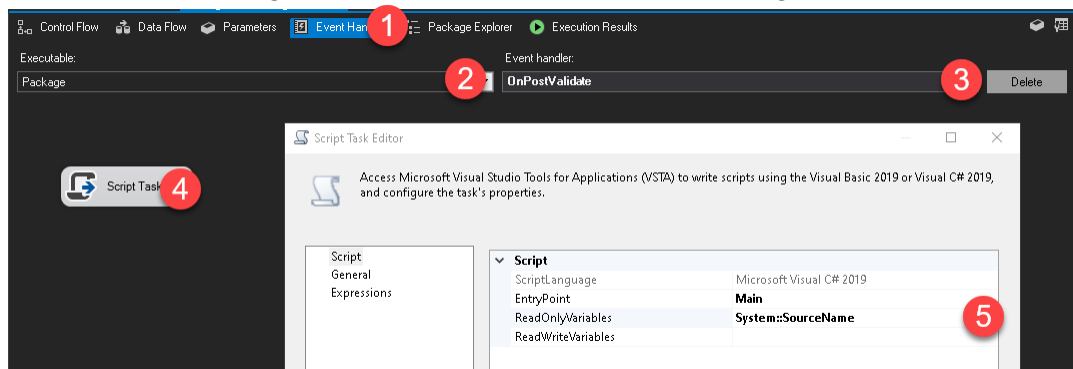 Control Flow Data Flow Parameters Event Han 1 Package Explorer Execution Results
Executable: Event handler:
Package 2 OnPostValidate 3 Delete
Script Task Editor
Script Task 4
Access Microsoft Visual Studio Tools for Applications (VSTA) to write scripts using the Visual Basic 2019 or Visual C# 2019,
and configure the task's properties.
Script
General
Expressions
Script
ScriptLanguage Microsoft Visual C# 2019
EntryPoint Main
ReadOnlyVariables System::SourceName 5
ReadWriteVariables